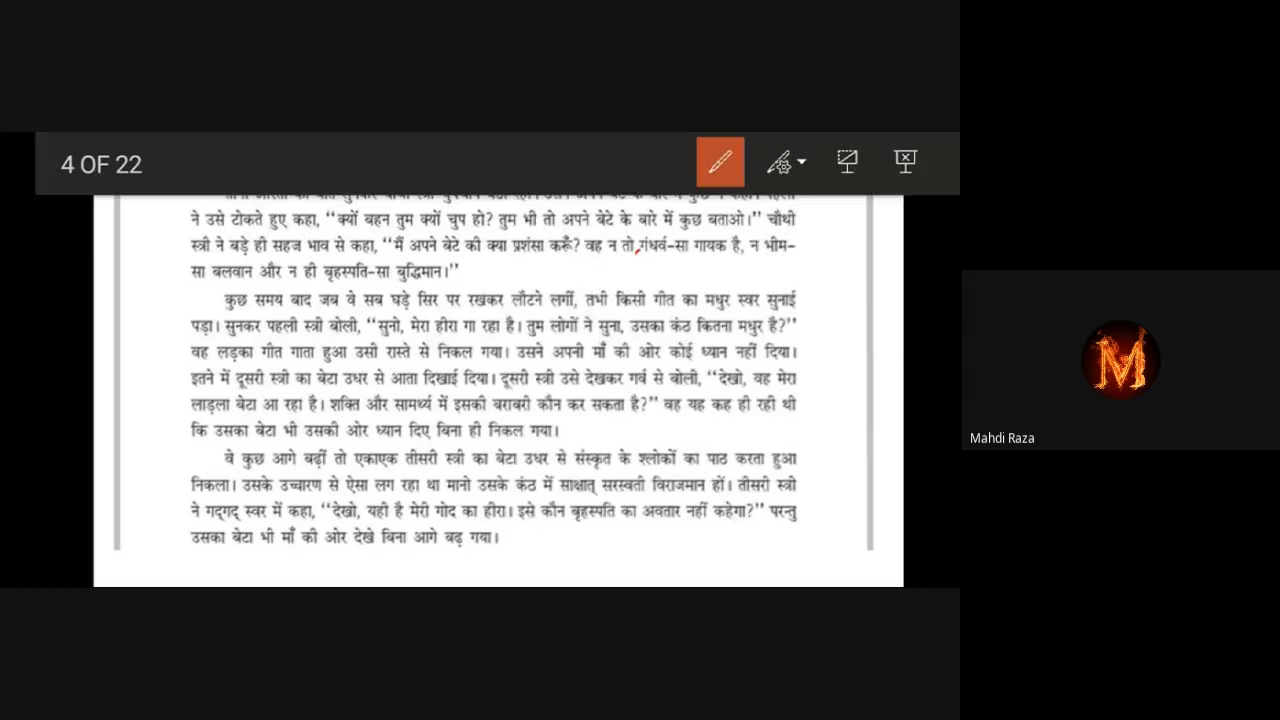 4 OF 22
ने उसे टोकते हुए कहा, ‘‘क्यों बहन तुम क्यों चुप हो? तुम भी तो अपने बेटे के बारे में कुछ बताओ।’’ चौथी
स्त्री ने बड़े ही सहज भाव से कहा, ‘‘मैं अपने बेटे की क्या प्रशंसा करूँ? वह न तो गंधर्व-सा गायक है, न भीम-
सा बलवान और न ही बृहस्पति-सा बुद्धिमान।’’
कुछ समय बाद जब वे सब घड़े सिर पर रखकर लौटने लगीं, तभी किसी गीत का मधुर स्वर सुनाई
पड़ा। सुनकर पहली स्त्री बोली, ‘‘सुनो, मेरा हीरा गा रहा है। तुम लोगों ने सुना, उसका कंठ कितना मधुर है?’’
वह लड़का गीत गाता हुआ उसी रास्ते से निकल गया। उसने अपनी माँ की ओर कोई ध्यान नहीं दिया।
इतने में दूसरी स्त्री का बेटा उधर से आता दिखाई दिया। दूसरी स्त्री उसे देखकर गर्व से बोली, ‘‘देखो, वह मेरा
लाड़ला बेटा आ रहा है। शक्ति और सामर्थ्य में इसकी बराबरी कौन कर सकता है?’’ वह यह कह ही रही थी
कि उसका बेटा भी उसकी ओर ध्यान दिए बिना ही निकल गया।
वे कुछ आगे बढ़ीं तो एकाएक तीसरी स्त्री का बेटा उधर से संस्कृत के श्लोकों का पाठ करता हुआ
निकला। उसके उच्चारण से ऐसा लग रहा था मानो उसके कंठ में साक्षात् सरस्वती विराजमान हों। तीसरी स्त्री
ने गद्‌गद् स्वर में कहा, ‘‘देखो, यही है मेरी गोद का हीरा। इसे कौन बृहस्पति का अवतार नहीं कहेगा?’’ परन्तु
उसका बेटा भी माँ की ओर देखे बिना आगे बढ़ गया।
M
Mahdi Raza